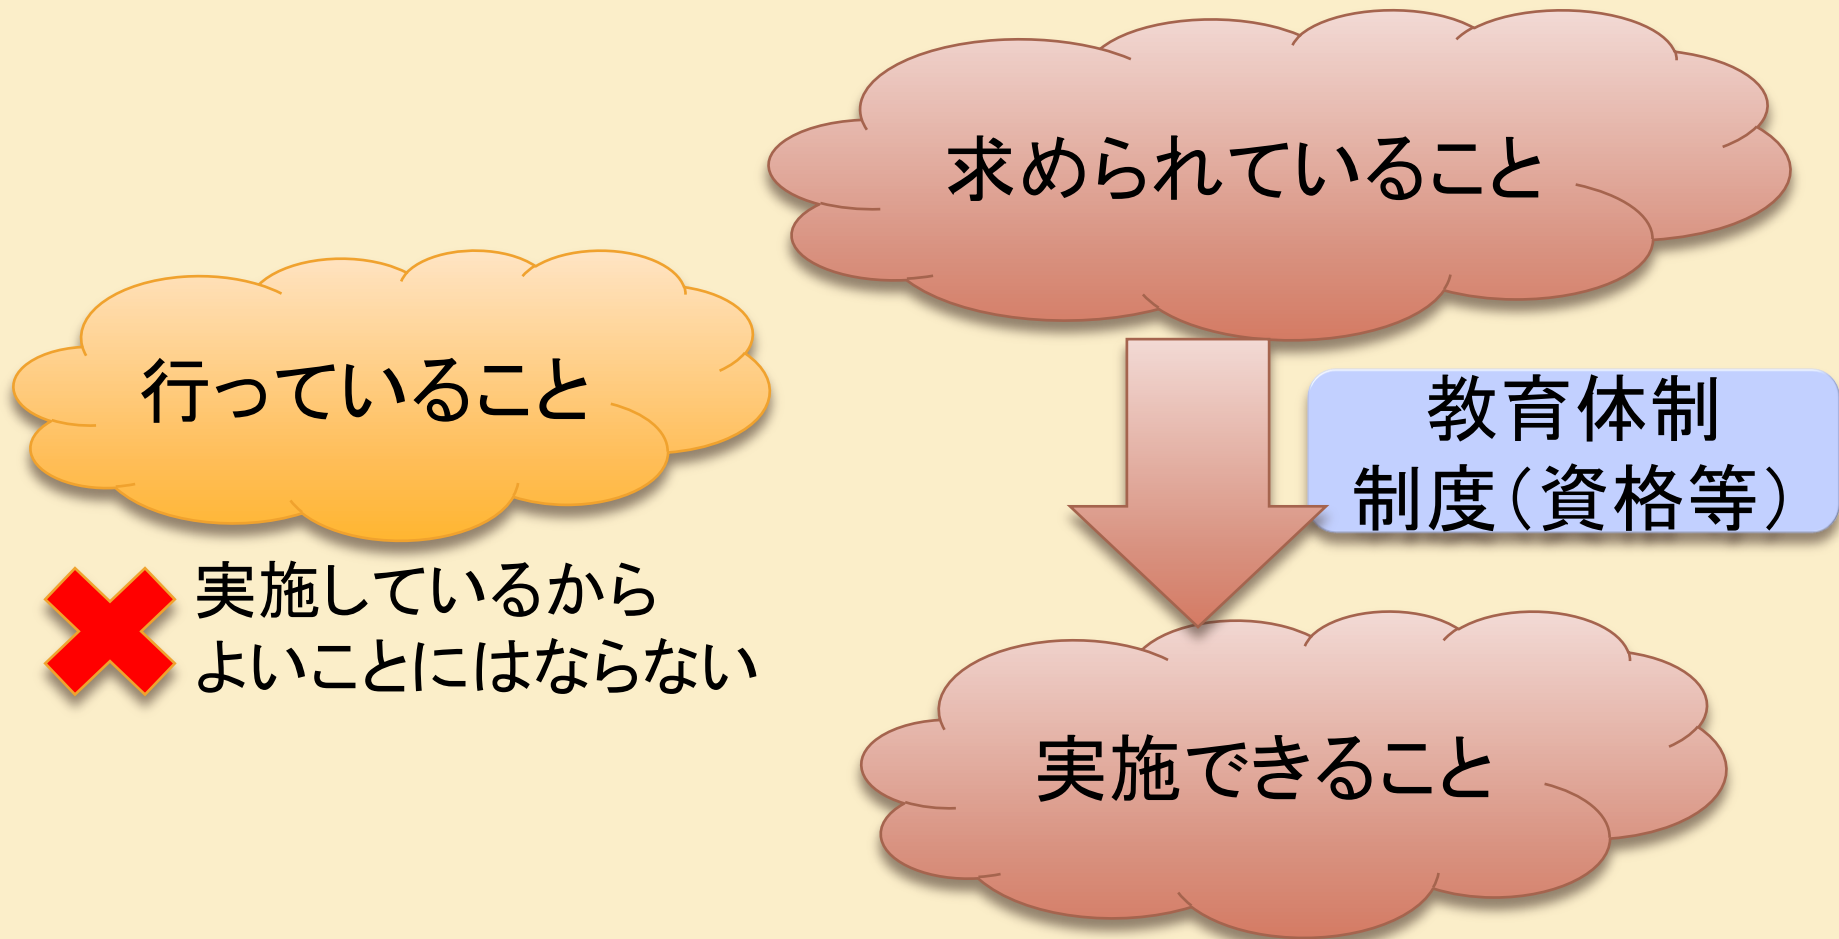 求められていること
行っていること
教育体制
制度（資格等）
実施しているから
よいことにはならない
実施できること